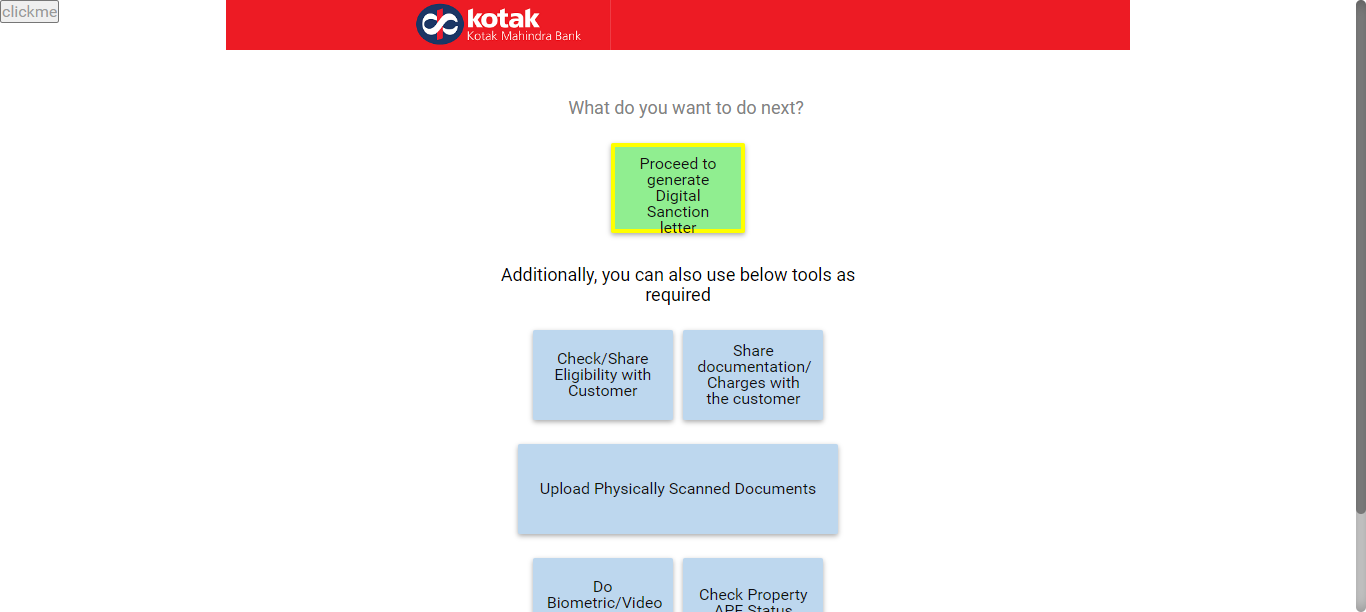 clickme
kotak
Kotak Mahindra Bank
What do you want to do next?
Proceed to
generate
Digital
Sanction
letter
Additionally, you can also use below tools as
required
Check/Share
Eligibility with
Customer
Share
documentation/
Charges with
the customer
Upload Physically Scanned Documents
Do
Biometric/Video
Check Property
APF Status